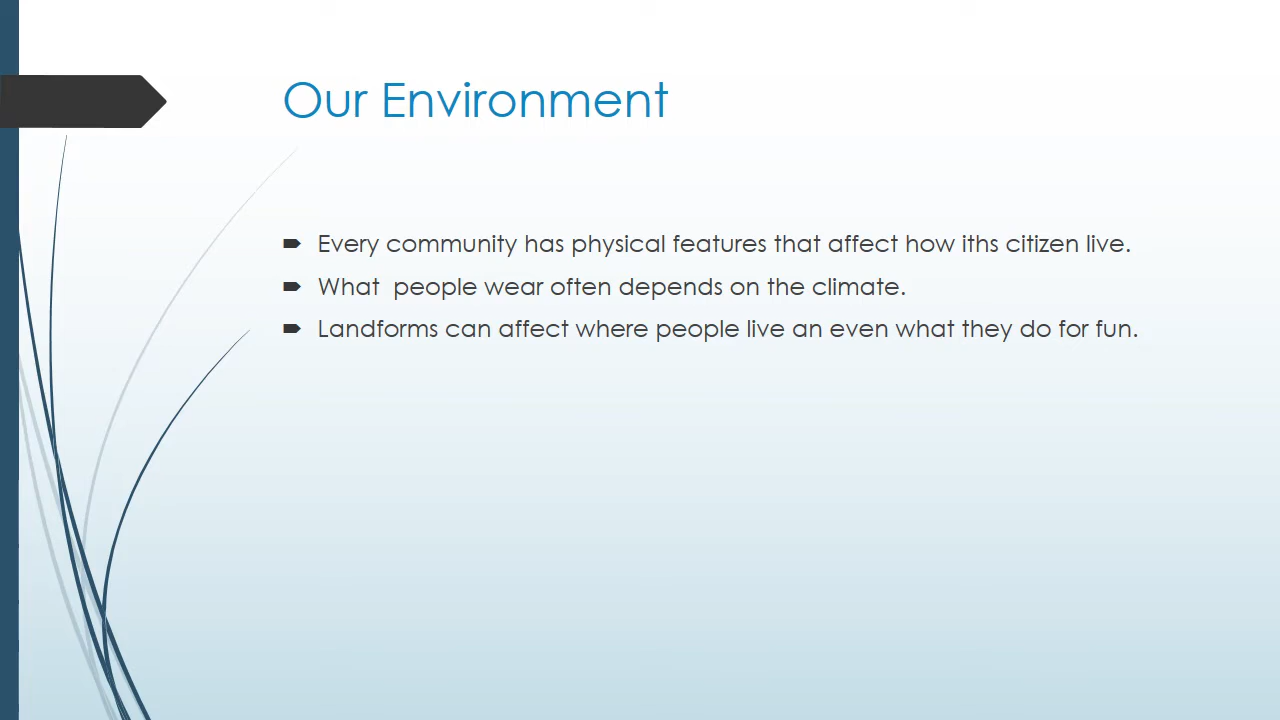 Our Environment
Every community has physical features that affect how iths citizen live.
What  people wear often depends on the climate.
Landforms can affect where people live an even what they do for fun.